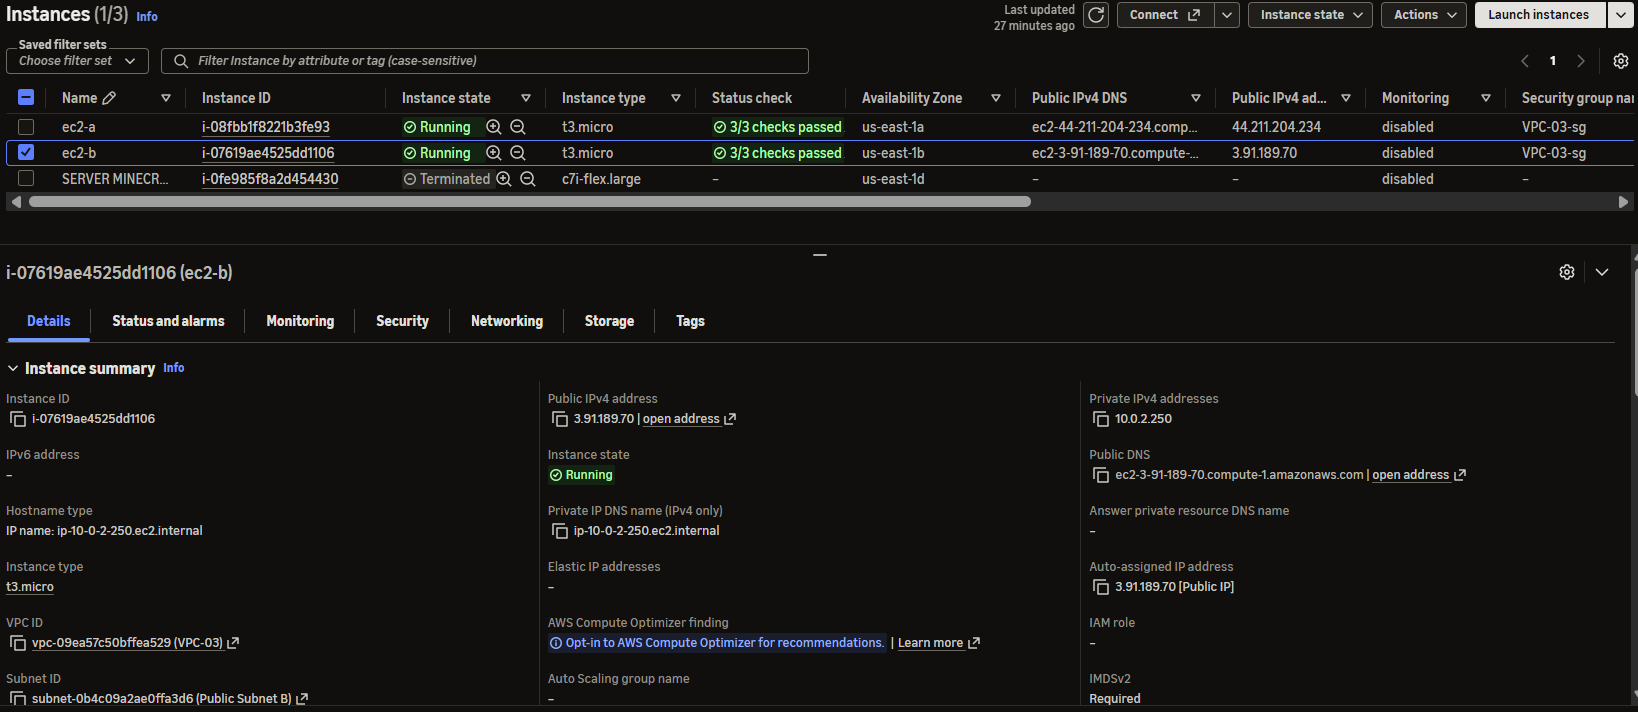 Instances (1/3) Info
Last updated
27 minutes ago
Connect
Instance state
Actions
Launch instances
Saved filter sets
Choose filter set
Filter Instance by attribute or tag (case-sensitive)
1
Name Instance ID Instance state Instance type Status check Availability Zone Public IPv4 DNS Public IPv4 ad... Monitoring Security group nar
ec2-a i-08fbb1f8221b3fe93 Running t3.micro 3/3 checks passed us-east-1a ec2-44-211-204-234.comp... 44.211.204.234 disabled VPC-03-sg
ec2-b i-07619ae4525dd1106 Running t3.micro 3/3 checks passed us-east-1b ec2-3-91-189-70.compute-... 3.91.189.70 disabled VPC-03-sg
SERVER MINECR... i-0fe985f8a2d454430 Terminated c7i-flex.large – us-east-1d – – disabled –
i-07619ae4525dd1106 (ec2-b)
Details Status and alarms Monitoring Security Networking Storage Tags
Instance summary Info
Instance ID
i-07619ae4525dd1106
Public IPv4 address
3.91.189.70 | open address
Private IPv4 addresses
10.0.2.250
IPv6 address
–
Instance state
Running
Public DNS
ec2-3-91-189-70.compute-1.amazonaws.com | open address
Hostname type
IP name: ip-10-0-2-250.ec2.internal
Private IP DNS name (IPv4 only)
ip-10-0-2-250.ec2.internal
Answer private resource DNS name
–
Instance type
t3.micro
Elastic IP addresses
–
Auto-assigned IP address
3.91.189.70 [Public IP]
VPC ID
vpc-09ea57c50bffea529 (VPC-03)
AWS Compute Optimizer finding
Opt-in to AWS Compute Optimizer for recommendations. | Learn more
IAM role
–
Subnet ID
subnet-0b4c09a2ae0ffa3d6 (Public Subnet B)
Auto Scaling group name
–
IMDSv2
Required